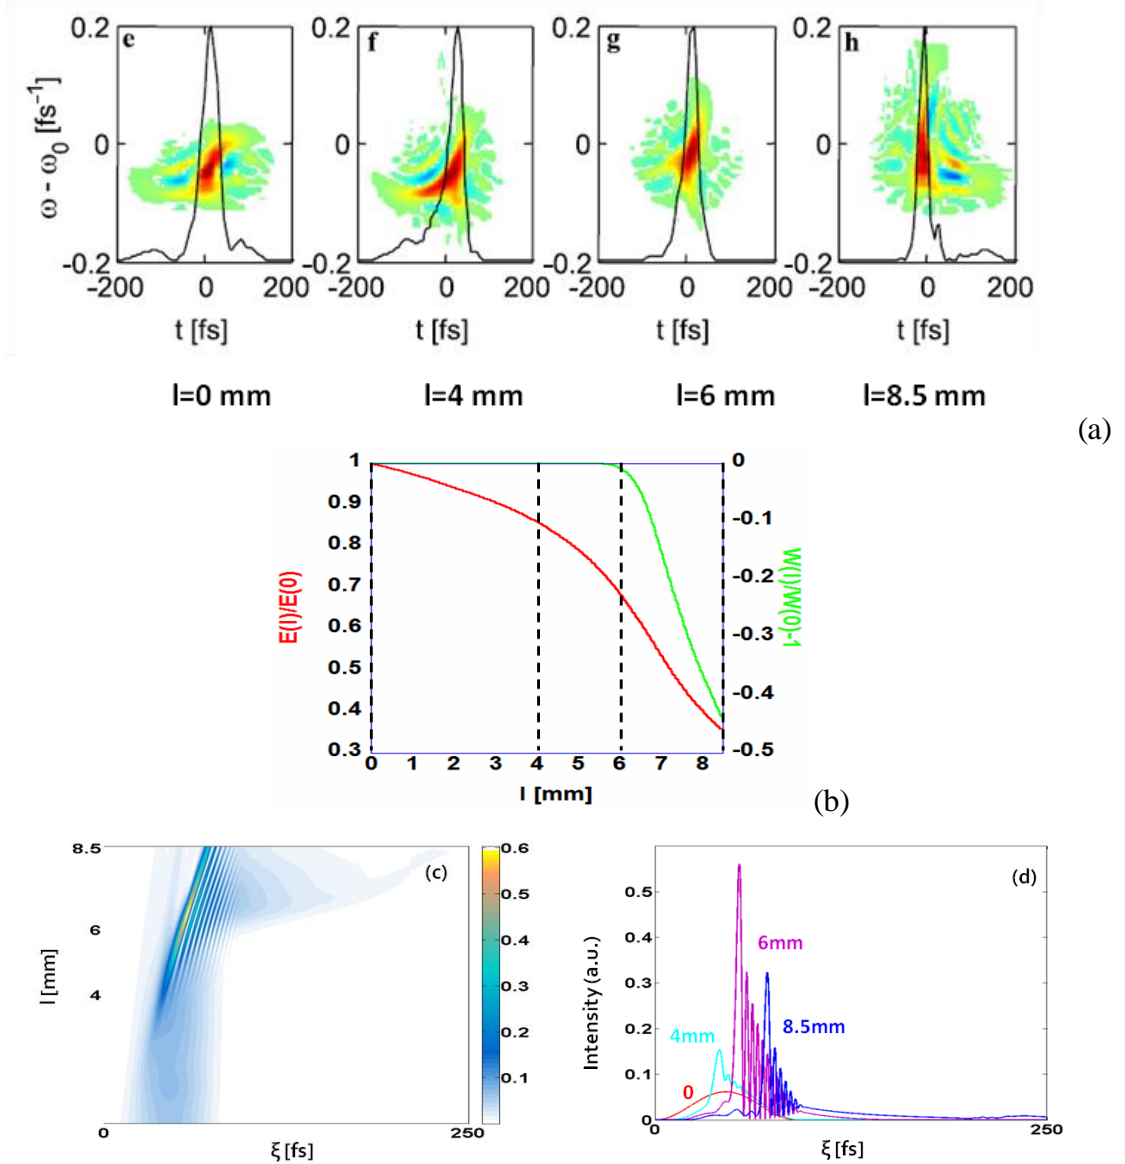 e f g h
0.2 0.2 0.2 0.2
0 0 0 0
-0.2 -0.2 -0.2 -0.2
ω - ω0 [fs⁻¹]
-200 0 200 -200 0 200 -200 0 200 -200 0 200
t [fs] t [fs] t [fs] t [fs]
l=0 mm l=4 mm l=6 mm l=8.5 mm
(a)
1 0
0.9
-0.1
0.8
0.7 -0.2
0.6
-0.3
0.5
0.4 -0.4
0.3 -0.5
E(l)/E(0)
W(l)/W(0)-1
0 1 2 3 4 5 6 7 8
l [mm]
(b)
8.5
6
4
l [mm]
0 250
ξ [fs]
0.6
0.5
0.4
0.3
0.2
0.1
(c)
(d)
0.5
0.4
0.3
0.2
0.1
0
Intensity (a.u.)
6mm
8.5mm
4mm
0
0 250
ξ [fs]